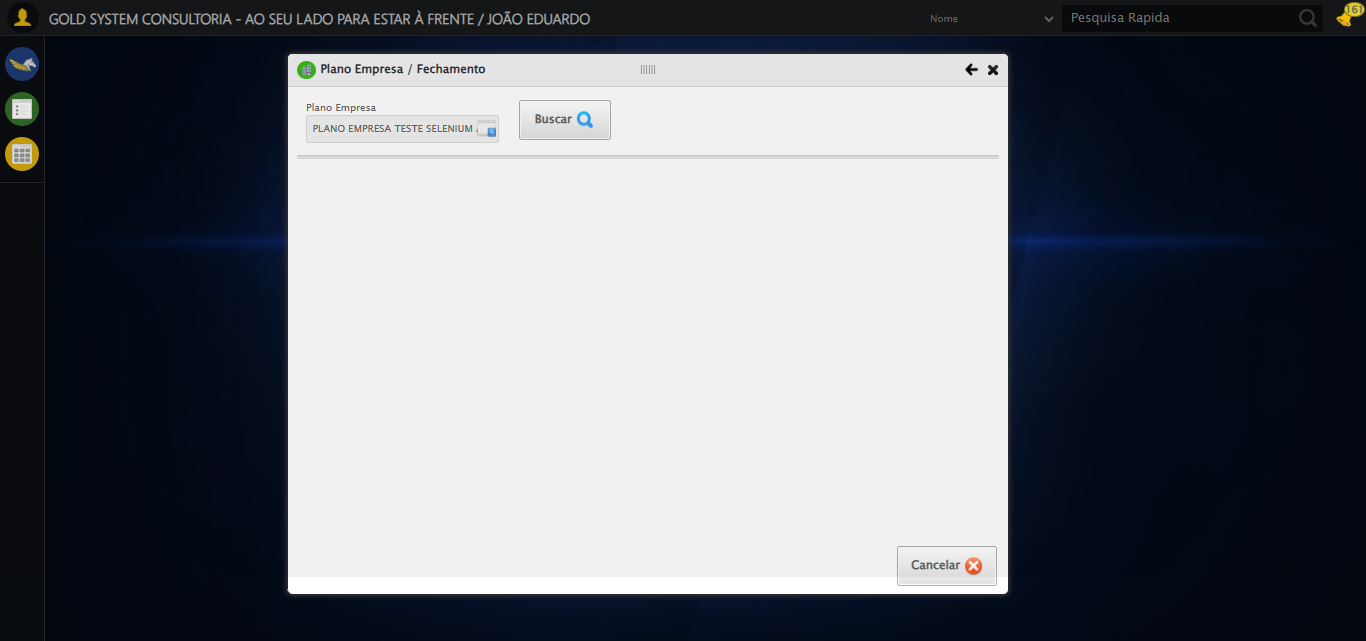 GOLD SYSTEM CONSULTORIA - AO SEU LADO PARA ESTAR À FRENTE / JOÃO EDUARDO
Nome
Pesquisa Rapida
161
Plano Empresa / Fechamento
Plano Empresa
PLANO EMPRESA TESTE SELENIUM
Buscar
Cancelar